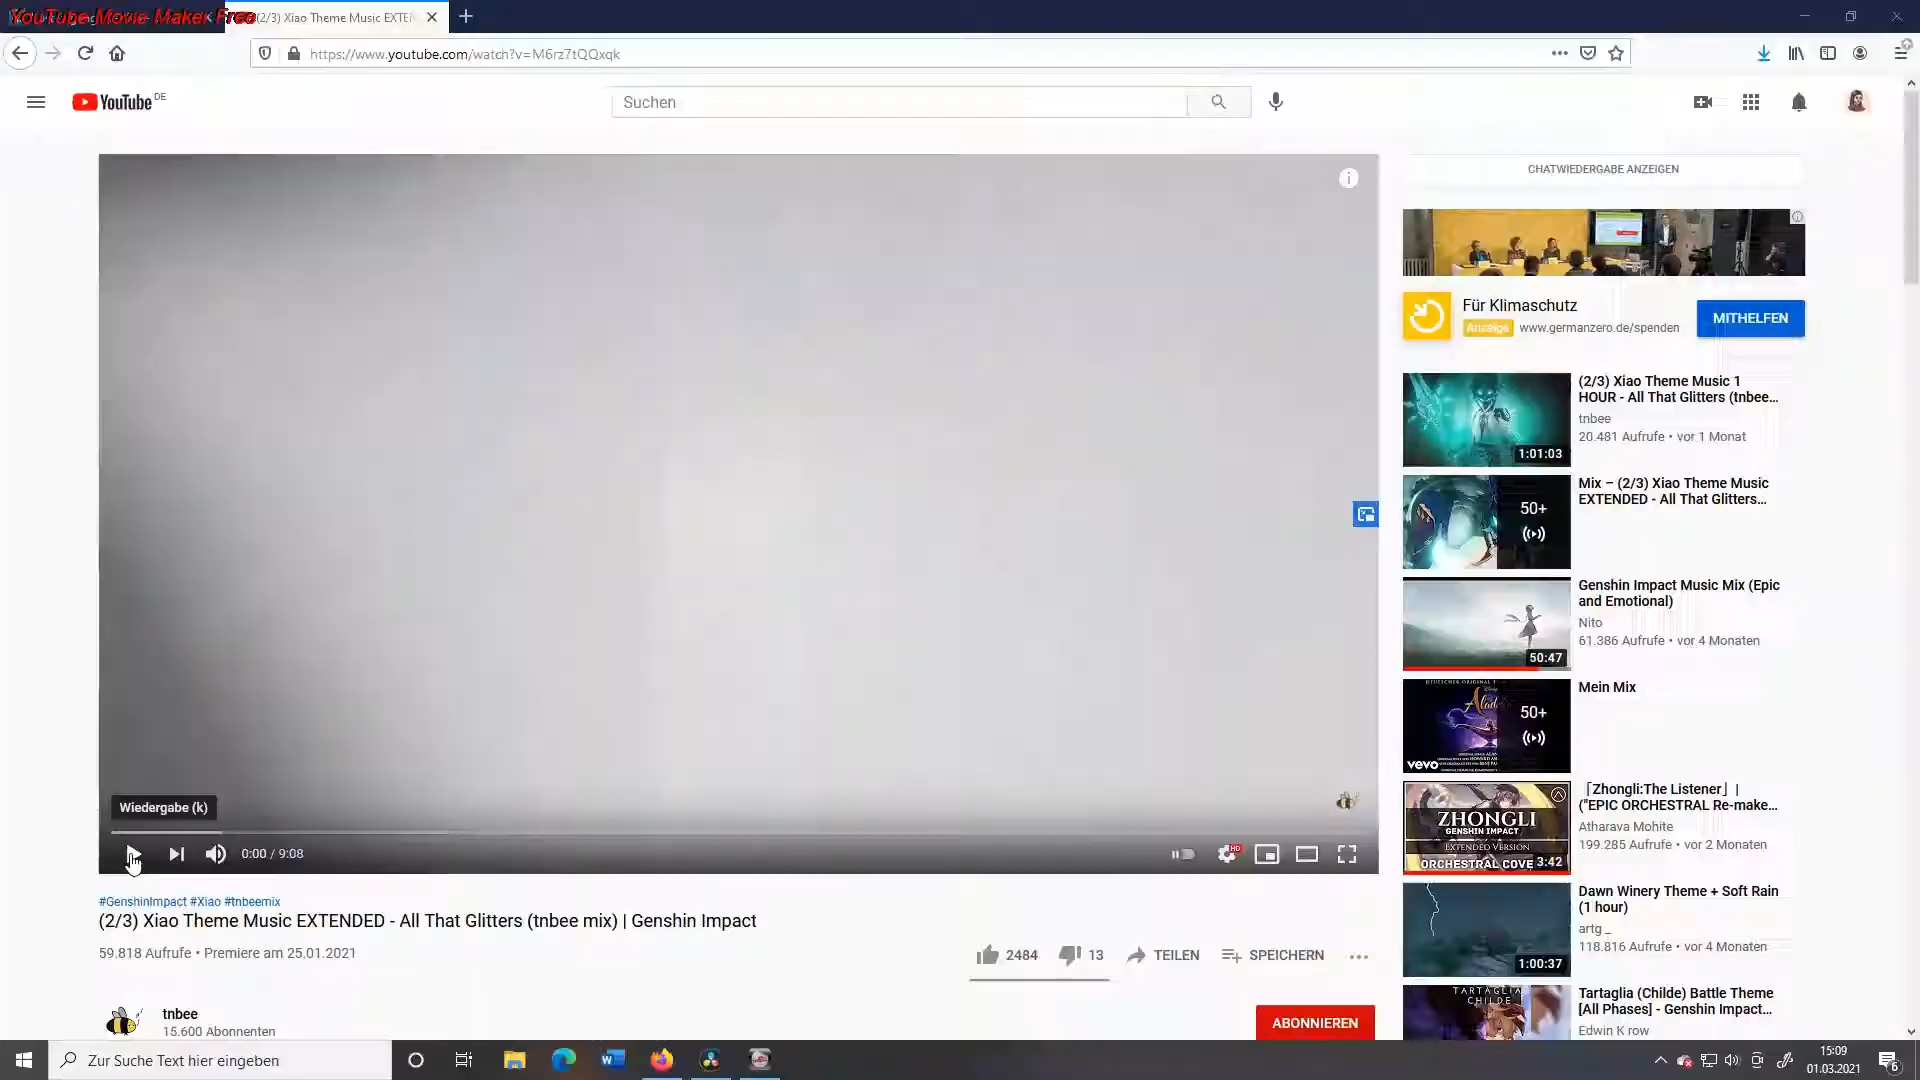 YouTube Movie Maker Free
(2/3) Xiao Theme Music EXTEN
https://www.youtube.com/watch?v=M6rz7tQQxqk
YouTube DE
Suchen
CHATWIEDERGABE ANZEIGEN
Für Klimaschutz
Anzeige www.germanzero.de/spenden
MITHELFEN
(2/3) Xiao Theme Music 1
HOUR - All That Glitters (tnbee...
tnbee
20.481 Aufrufe • vor 1 Monat
1:01:03
Mix – (2/3) Xiao Theme Music
EXTENDED - All That Glitters...
50+
Genshin Impact Music Mix (Epic
and Emotional)
Nito
61.386 Aufrufe • vor 4 Monaten
50:47
Mein Mix
50+
vevo
「Zhongli:The Listener」 |
("EPIC ORCHESTRAL Re-make...
Atharava Mohite
199.285 Aufrufe • vor 2 Monaten
ZHONGLI
GENSHIN IMPACT
EXTENDED VERSION
ORCHESTRAL COVE 3:42
Dawn Winery Theme + Soft Rain
(1 hour)
artg _
118.816 Aufrufe • vor 4 Monaten
1:00:37
TARTAGLIA
CHILDE
Tartaglia (Childe) Battle Theme
[All Phases] - Genshin Impact...
Edwin K row
Wiedergabe (k)
0:00 / 9:08
HD
#GenshinImpact #Xiao #tnbeemix
(2/3) Xiao Theme Music EXTENDED - All That Glitters (tnbee mix) | Genshin Impact
59.818 Aufrufe • Premiere am 25.01.2021
2484
13
TEILEN
SPEICHERN
tnbee
15.600 Abonnenten
ABONNIEREN
Zur Suche Text hier eingeben
15:09
01.03.2021
6